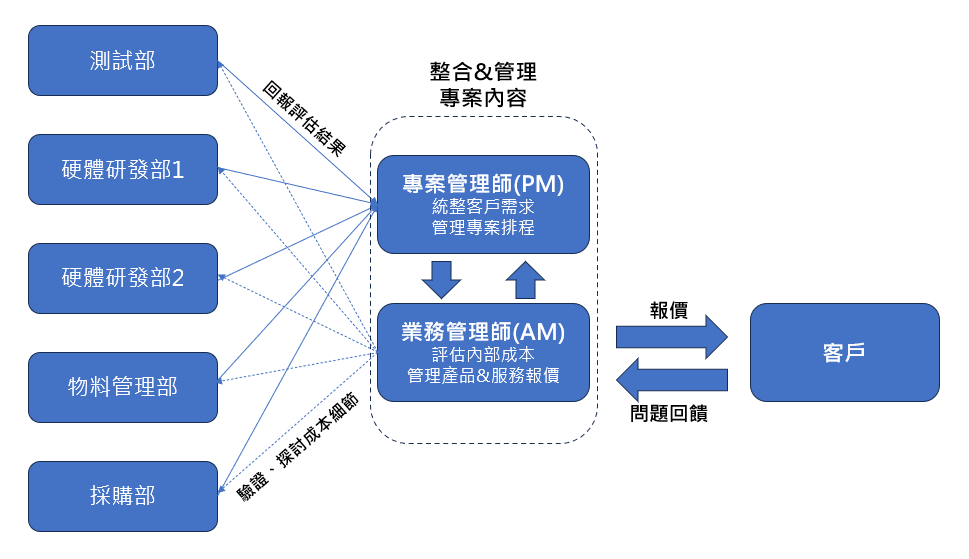 測試部
硬體研發部1
硬體研發部2
物料管理部
採購部
回報評估結果
驗證、探討成本細節
整合&管理
專案內容
專案管理師(PM)
統整客戶需求
管理專案排程
業務管理師(AM)
評估內部成本
管理產品&服務報價
報價
問題回饋
客戶